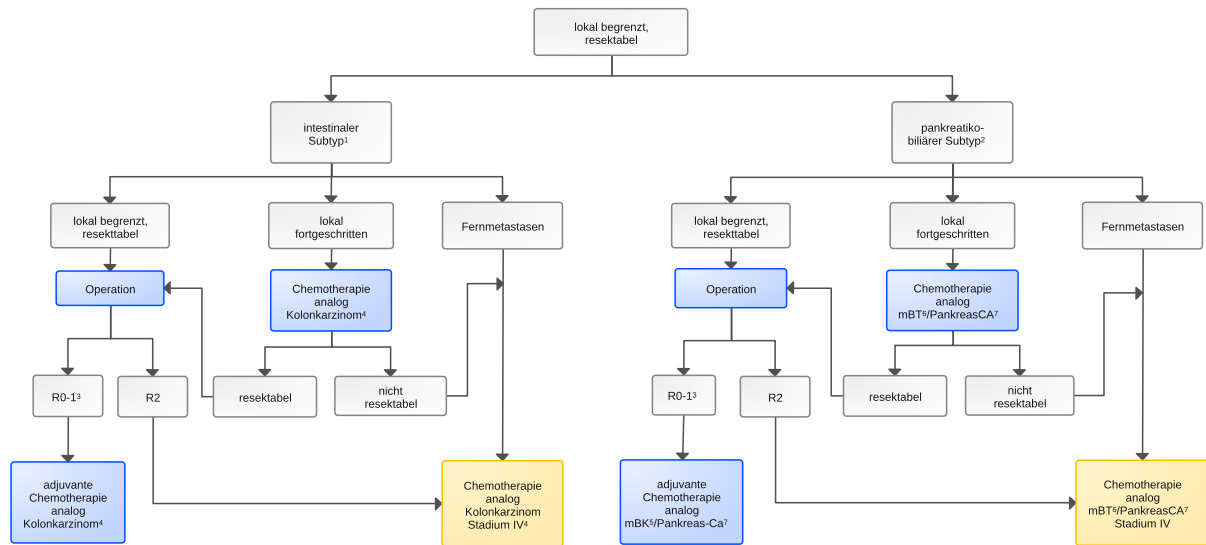 lokal begrenzt,
resektabel
intestinaler
Subtyp¹
pankreatiko-
biliärer Subtyp²
lokal begrenzt,
resekttabel
lokal
fortgeschritten
Fernmetastasen
lokal begrenzt,
resekttabel
lokal
fortgeschritten
Fernmetastasen
Operation
Chemotherapie
analog
Kolonkarzinom⁴
Operation
Chemotherapie
analog
mBT⁶/PankreasCA⁷
R0-1³
R2
resektabel
nicht
resektabel
R0-1³
R2
resektabel
nicht
resektabel
adjuvante
Chemotherapie
analog
Kolonkarzinom⁴
Chemotherapie
analog
Kolonkarzinom
Stadium IV⁴
adjuvante
Chemotherapie
analog
mBK⁵/Pankreas-Ca⁷
Chemotherapie
analog
mBT⁶/PankreasCA⁷
Stadium IV